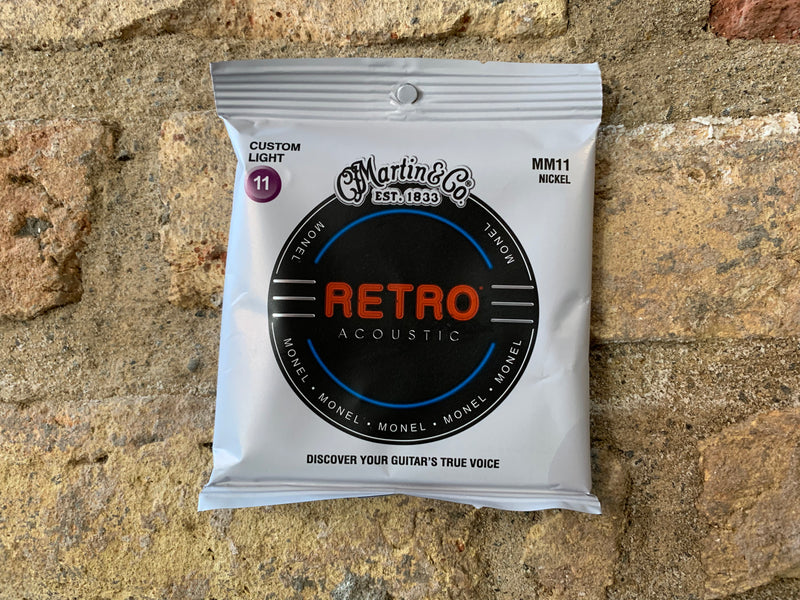 CUSTOM
LIGHT
11
MM11
NICKEL
CF Martin & Co.®
EST. 1833
MONEL
MONEL
RETRO®
ACOUSTIC
MONEL • MONEL • MONEL • MONEL • MONEL
DISCOVER YOUR GUITAR'S TRUE VOICE